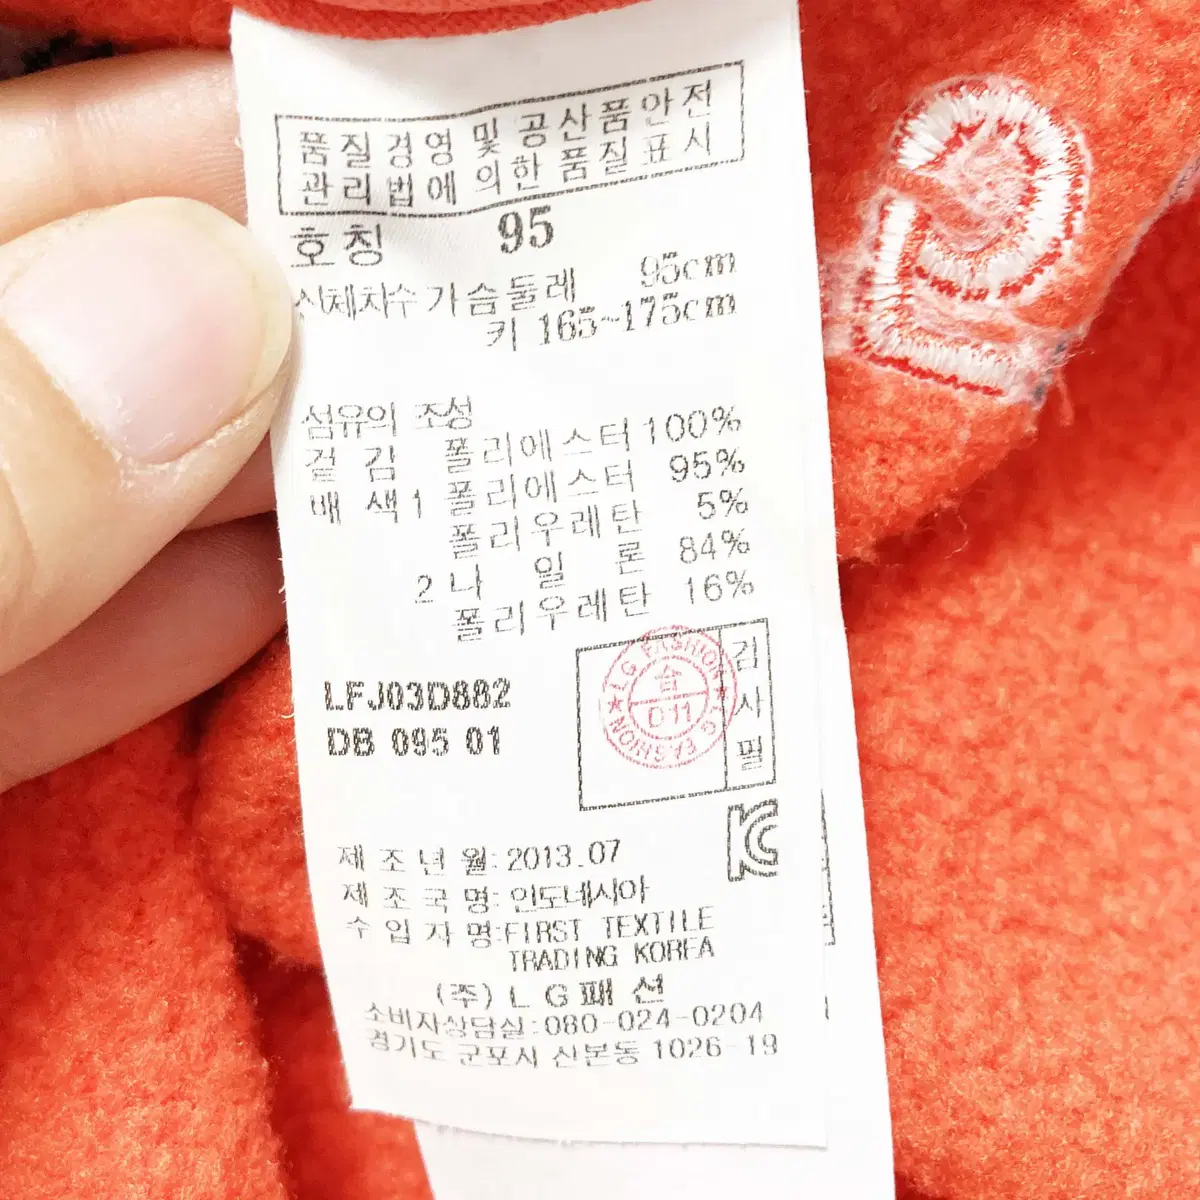 품질경영 및 공산품안전
관리법에 의한 품질표시
호칭 95
신체치수 가슴둘레 95cm
키 165~175cm
섬유의 조성
겉감 폴리에스터 100%
배색1 폴리에스터 95%
폴리우레탄 5%
2 나일론 84%
폴리우레탄 16%
LFJ03D882
DB 095 01
LG FASHION
합
D11
LG FASHION
검사필
제조년월: 2013.07
제조국명: 인도네시아
수입자명: FIRST TEXTILE
TRADING KOREA
(주) LG패션
소비자상담실: 080-024-0204
경기도 군포시 산본동 1026-19